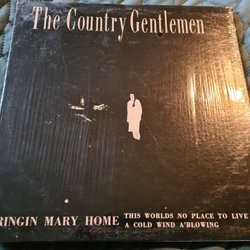 The Country Gentlemen
RINGIN MARY HOME THIS WORLDS NO PLACE TO LIVE
A COLD WIND A'BLOWING